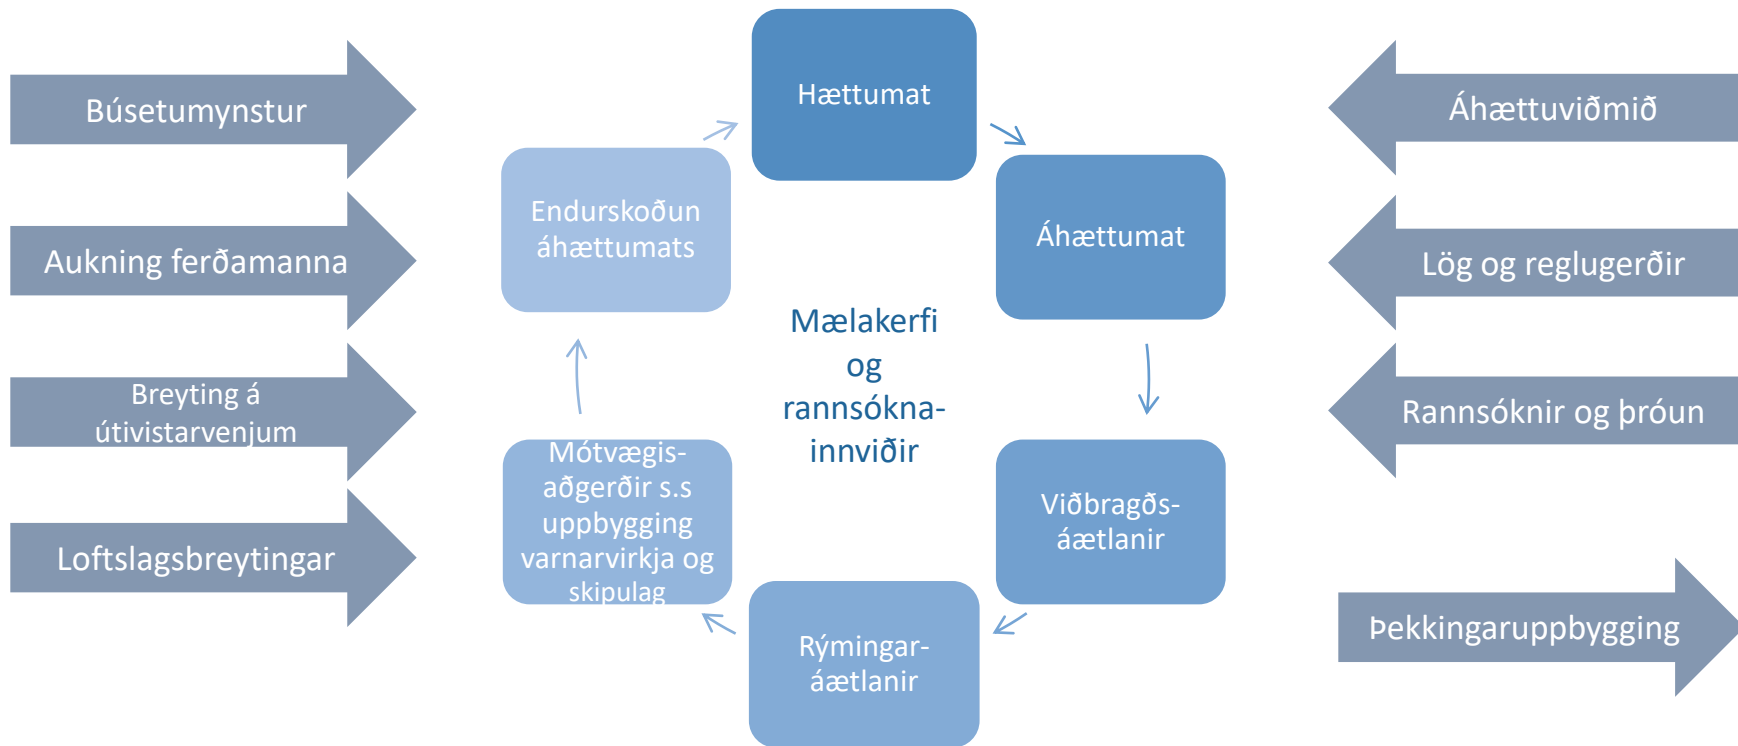 Búsetumynstur
Aukning ferðamanna
Breyting á
útivistarvenjum
Loftslagsbreytingar
Hættumat
Áhættumat
Viðbragðs-
áætlanir
Rýmingar-
áætlanir
Mótvægis-
aðgerðir s.s
uppbygging
varnarvirkja og
skipulag
Endurskoðun
áhættumats
Mælakerfi
og
rannsókna-
innviðir
Áhættuviðmið
Lög og reglugerðir
Rannsóknir og þróun
Þekkingaruppbygging